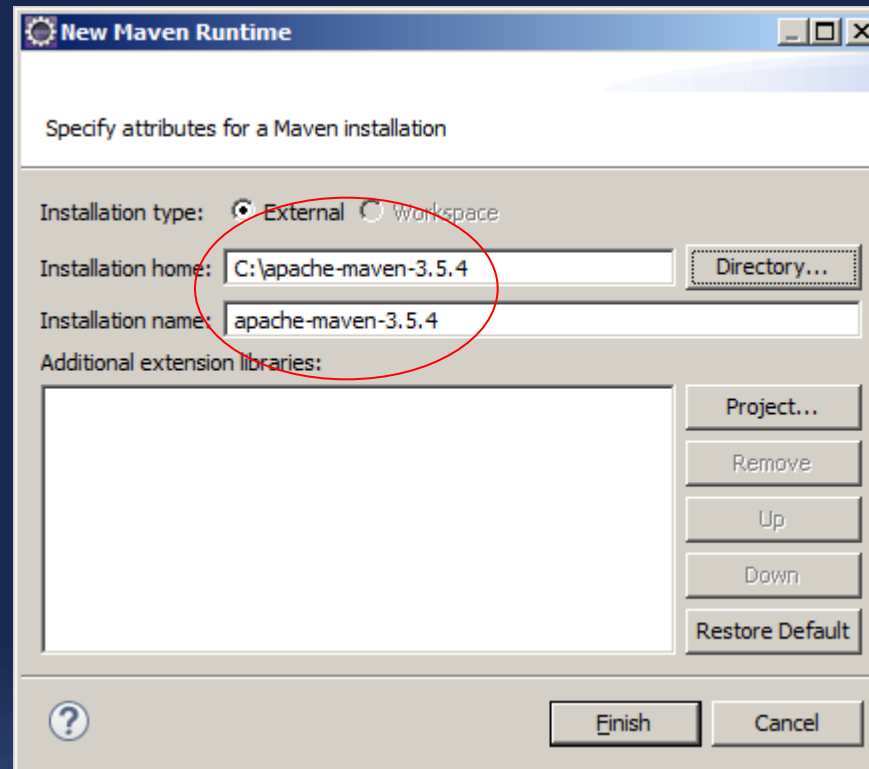 New Maven Runtime
Specify attributes for a Maven installation
Installation type: External Workspace
Installation home: C:\apache-maven-3.5.4 Directory...
Installation name: apache-maven-3.5.4
Additional extension libraries:
Project...
Remove
Up
Down
Restore Default
? Finish Cancel